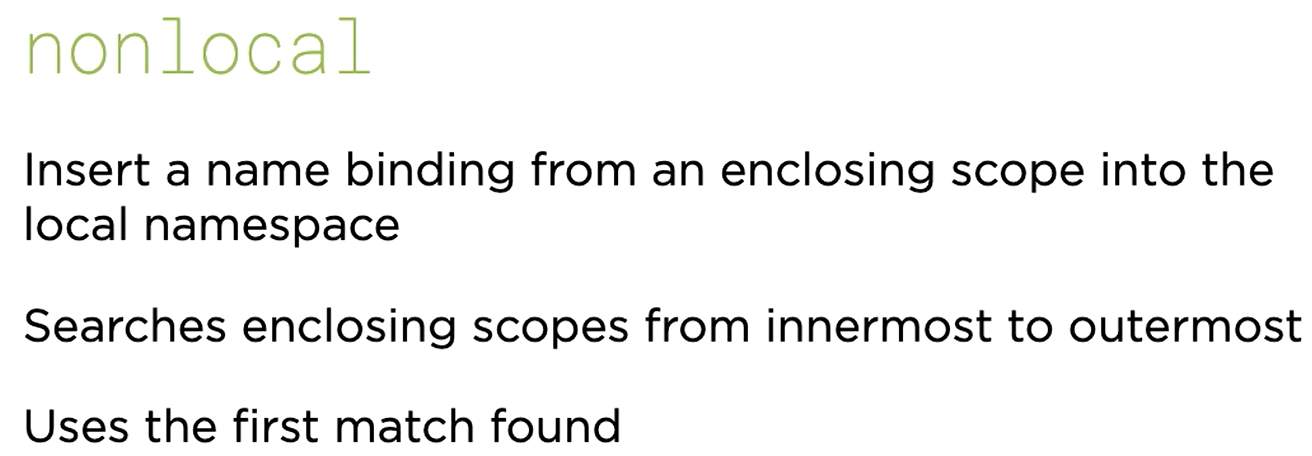 nonlocal
Insert a name binding from an enclosing scope into the
local namespace
Searches enclosing scopes from innermost to outermost
Uses the first match found